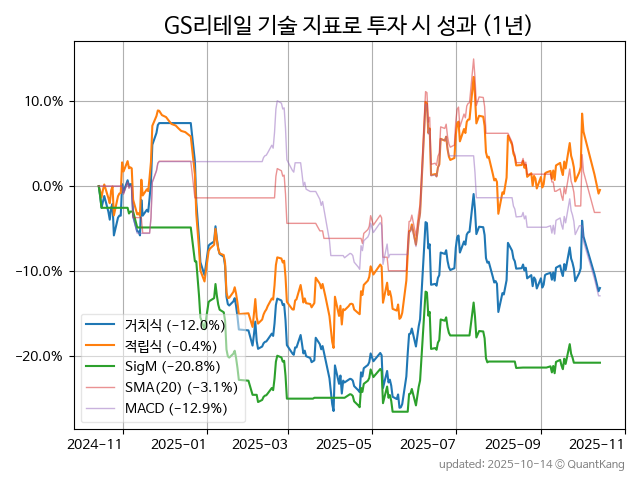 GS리테일 기술 지표로 투자 시 성과 (1년)
10.0%
0.0%
−10.0%
−20.0%
거치식 (−12.0%)
적립식 (−0.4%)
SigM (−20.8%)
SMA(20) (−3.1%)
MACD (−12.9%)
2024-11
2025-01
2025-03
2025-05
2025-07
2025-09
2025-11
updated: 2025-10-14 © QuantKang